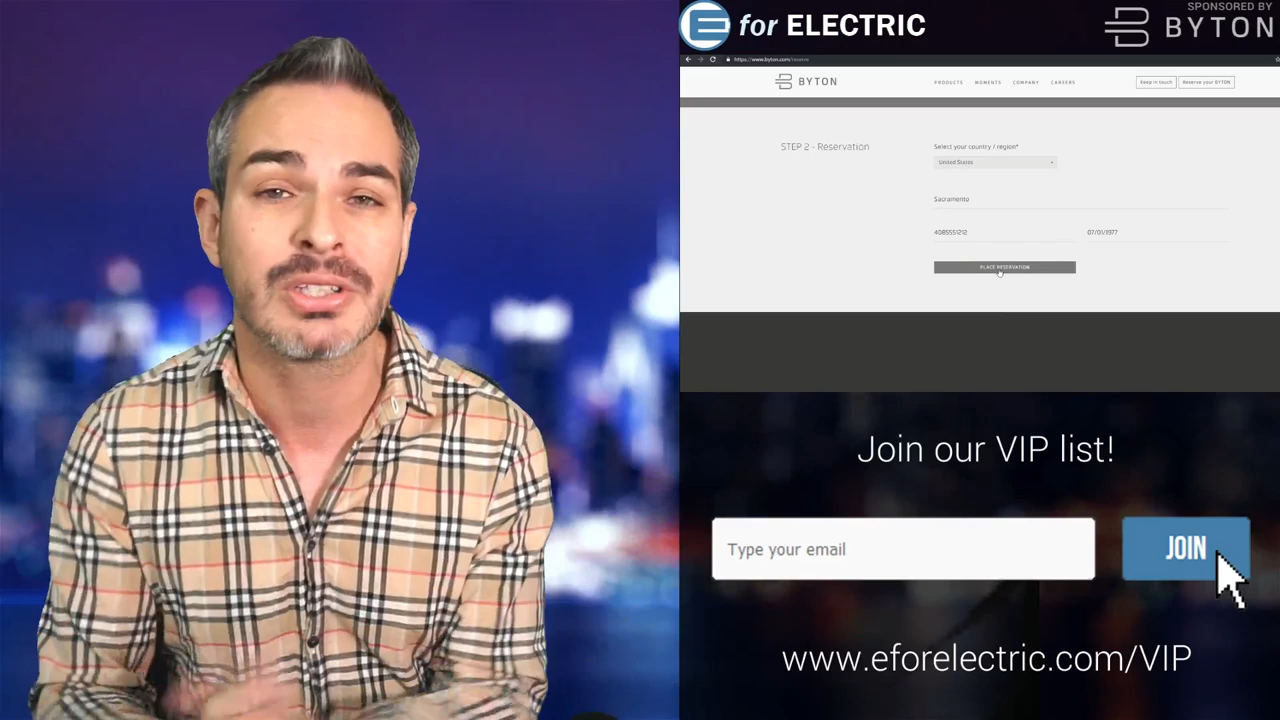 for ELECTRIC
SPONSORED BY
BYTON
https://www.byton.com/reserve
BYTON
PRODUCTS MOMENTS COMPANY CAREERS
Keep in touch Reserve your BYTON
STEP 2 - Reservation
Select your country / region*
United States
Sacramento
4085551212 07/01/1977
PLACE RESERVATION
Join our VIP list!
Type your email JOIN
www.eforelectric.com/VIP